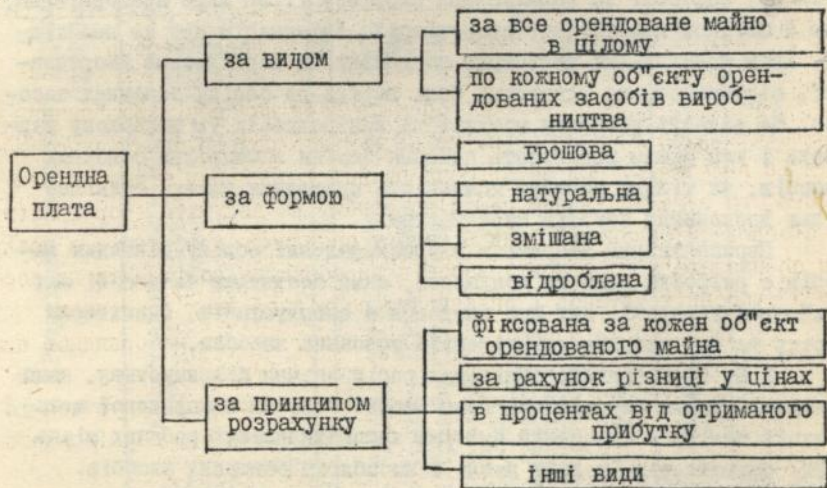 за все орендоване майно
в цілому
за видом
по кожному об"єкту орен-
дованих засобів вироб-
ництва
Орендна
плата
за формою
грошова
натуральна
змішана
відроблена
за принципом
розрахунку
фіксована за кожен об"єкт
орендованого майна
за рахунок різниці у цінах
в процентах від отриманого
прибутку
інші види